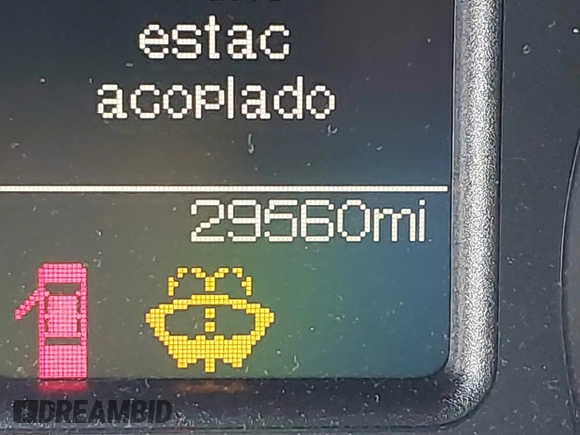 estac
acoplado
29560mi
DREAMBID